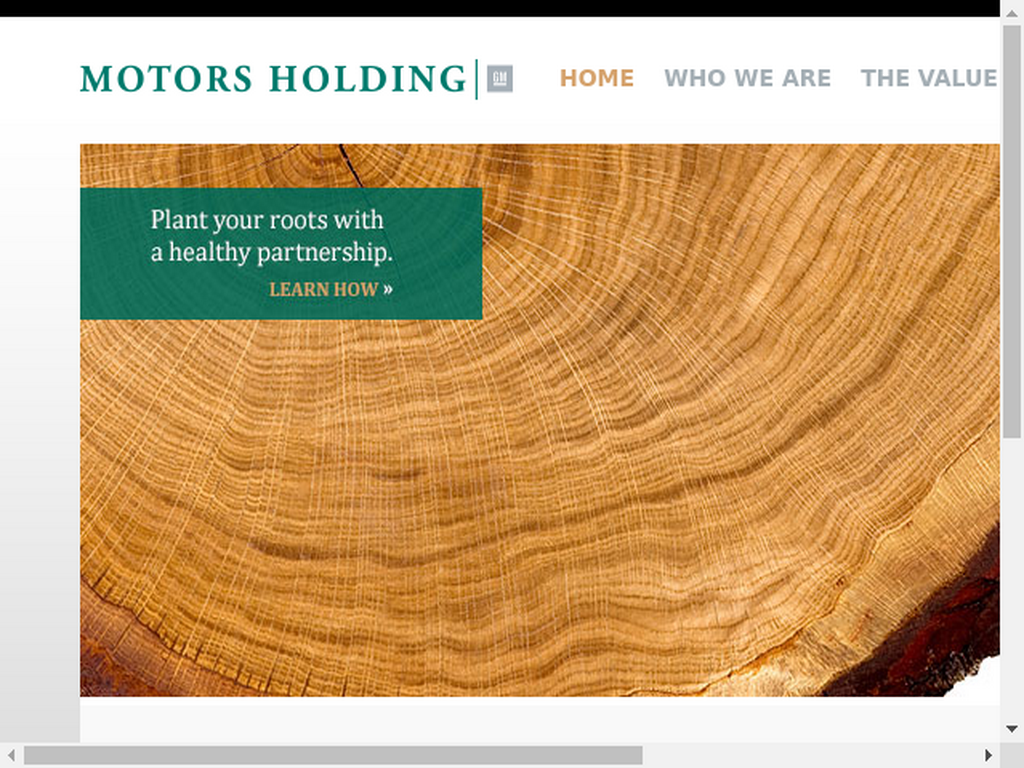 MOTORS HOLDING
GM
HOME
WHO WE ARE
THE VALUE
Plant your roots with
a healthy partnership.
LEARN HOW »